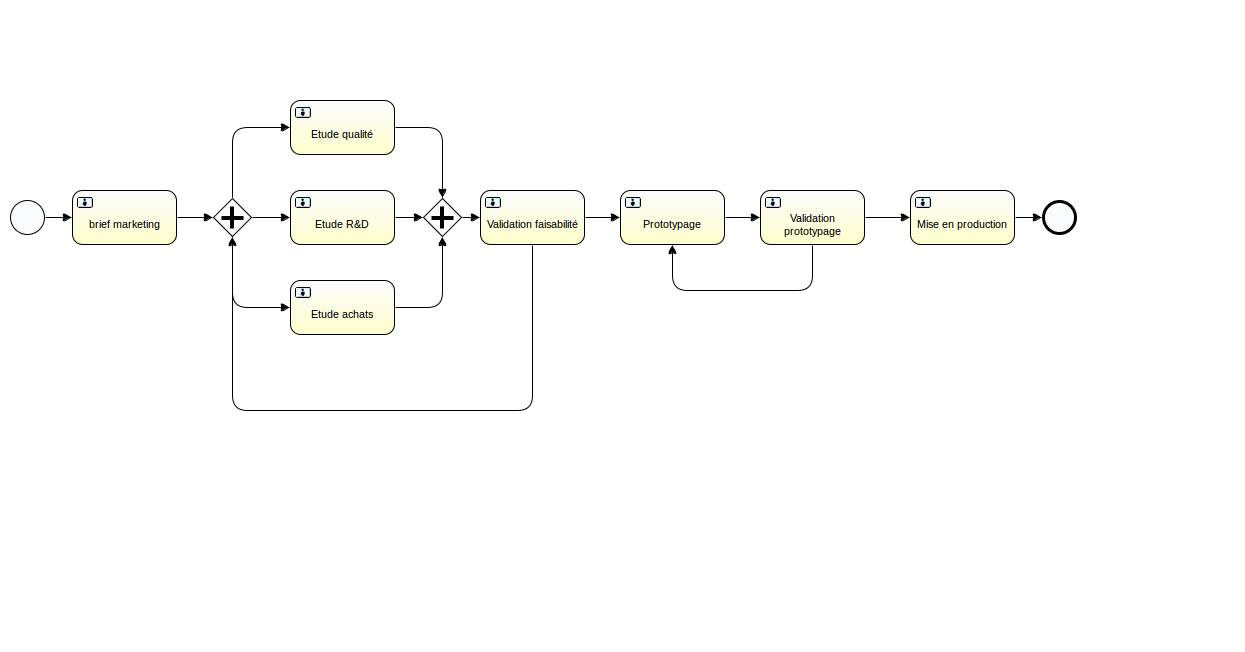 Etude qualité
brief marketing
Etude R&D
Validation faisabilité
Prototypage
Validation
prototypage
Mise en production
Etude achats